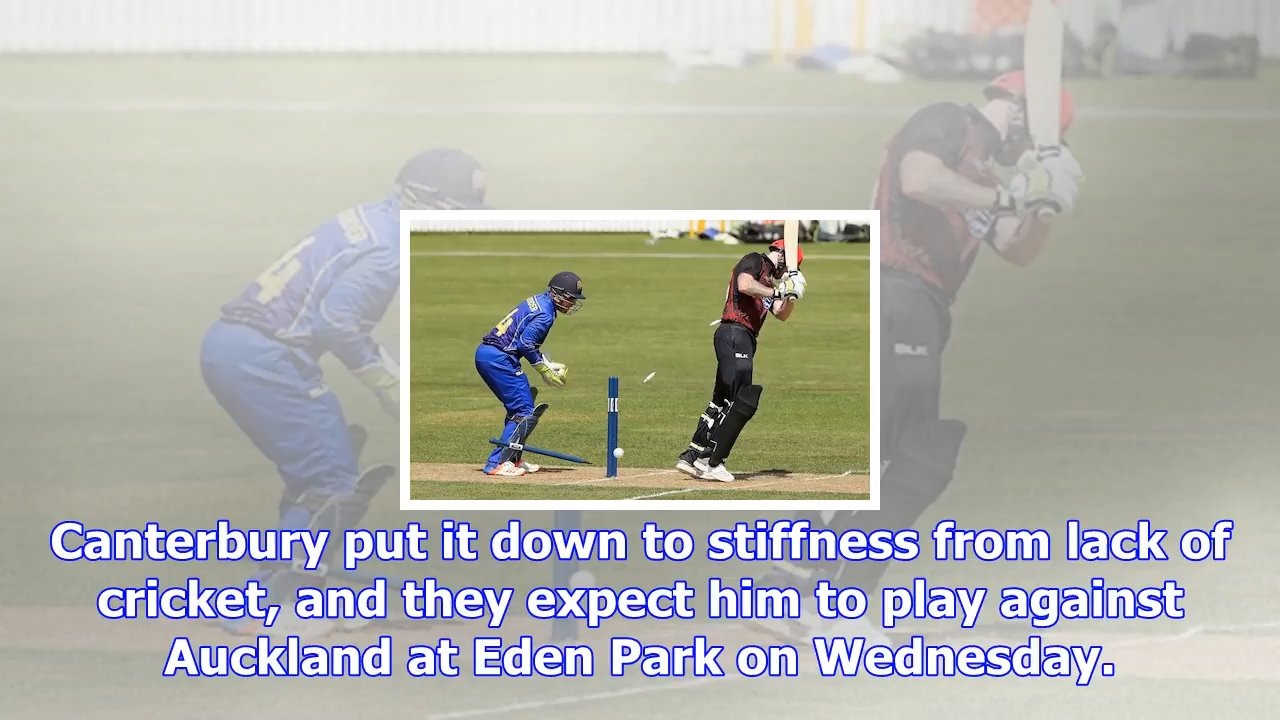 BLK
Canterbury put it down to stiffness from lack of
cricket, and they expect him to play against
Auckland at Eden Park on Wednesday.